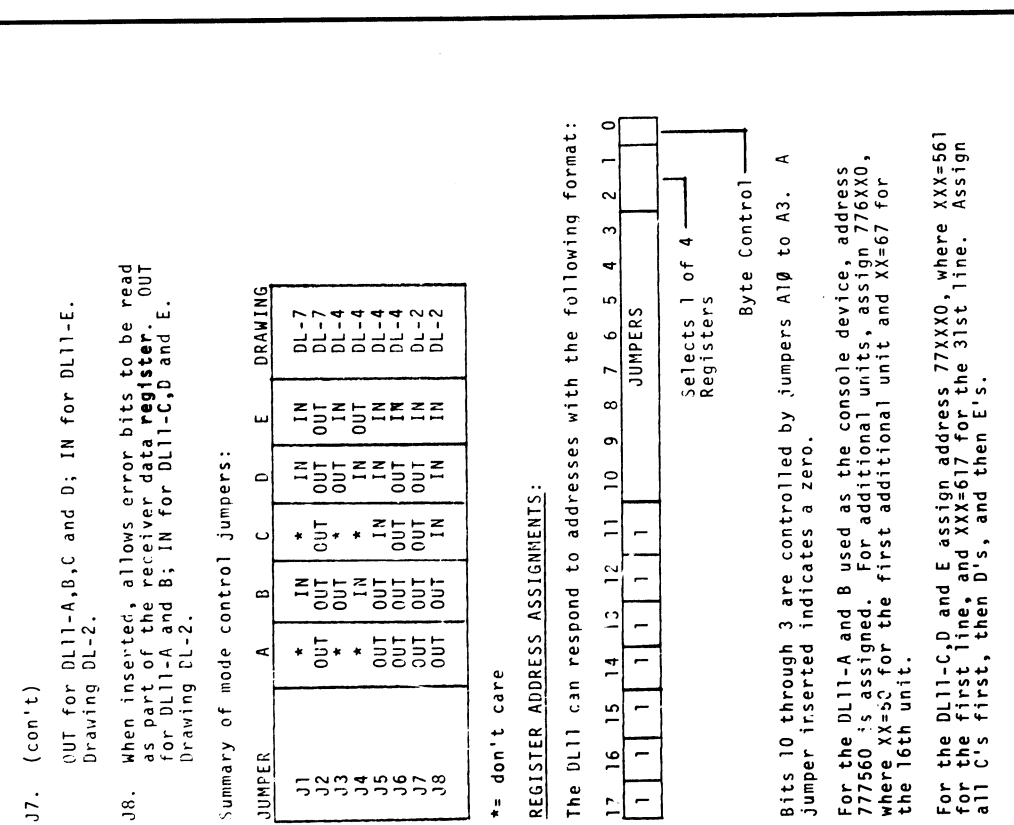 J7. (con't)
OUT for DL11-A,B,C and D; IN for DL11-E.
Drawing DL-2.
J8. When inserted, allows error bits to be read
as part of the receiver data register. OUT
for DL11-A and B; IN for DL11-C,D and E.
Drawing DL-2.
Summary of mode control jumpers:
JUMPER A B C D E DRAWING
J1 * IN * IN IN DL-7
J2 OUT OUT OUT OUT OUT DL-7
J3 * OUT * OUT IN DL-4
J4 * IN * IN OUT DL-4
J5 OUT OUT IN IN IN DL-4
J6 OUT OUT OUT OUT IN DL-4
J7 OUT OUT OUT OUT IN DL-2
J8 OUT OUT IN IN IN DL-2
*= don't care
REGISTER ADDRESS ASSIGNMENTS:
The DL11 can respond to addresses with the following format:
17 16 15 14 13 12 11 10 9 8 7 6 5 4 3 2 1 0
1 1 1 1 1 1 1 JUMPERS
Selects 1 of 4
Registers
Byte Control
Bits 10 through 3 are controlled by jumpers A1Ø to A3. A
jumper inserted indicates a zero.
For the DL11-A and B used as the console device, address
777560 is assigned. For additional units, assign 776XX0,
where XX=50 for the first additional unit and XX=67 for
the 16th unit.
For the DL11-C,D and E assign address 77XXX0, where XXX=561
for the first line, and XXX=617 for the 31st line. Assign
all C's first, then D's, and then E's.